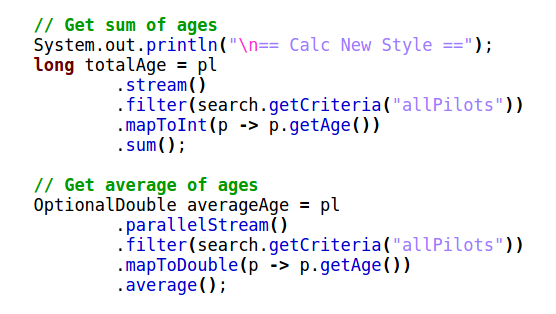 // Get sum of ages
System.out.println("\n== Calc New Style ==");
long totalAge = pl
        .stream()
        .filter(search.getCriteria("allPilots"))
        .mapToInt(p -> p.getAge())
        .sum();

// Get average of ages
OptionalDouble averageAge = pl
        .parallelStream()
        .filter(search.getCriteria("allPilots"))
        .mapToDouble(p -> p.getAge())
        .average();